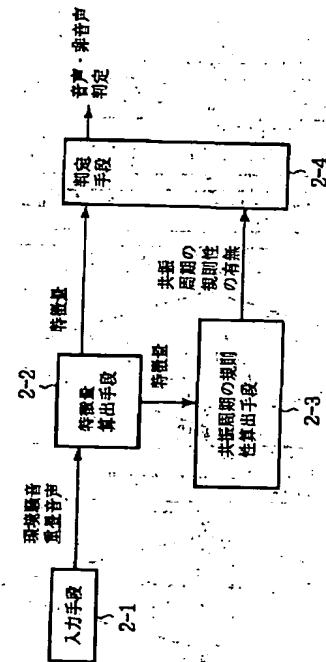 入力手段
2-1
環境騒音
重畳音声
2-2
特徴量
算出手段
特徴量
特徴量
共振周期の規則
性算出手段
2-3
共振
周期の
規則性
の有無
判定
手段
2-4
音声・非音声
判定